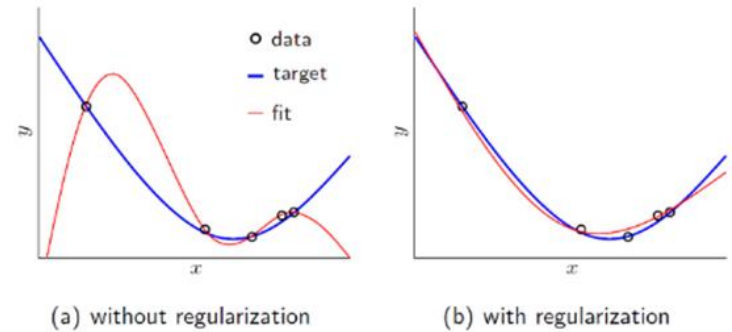 data
target
fit
y
x
y
x
(a) without regularization
(b) with regularization